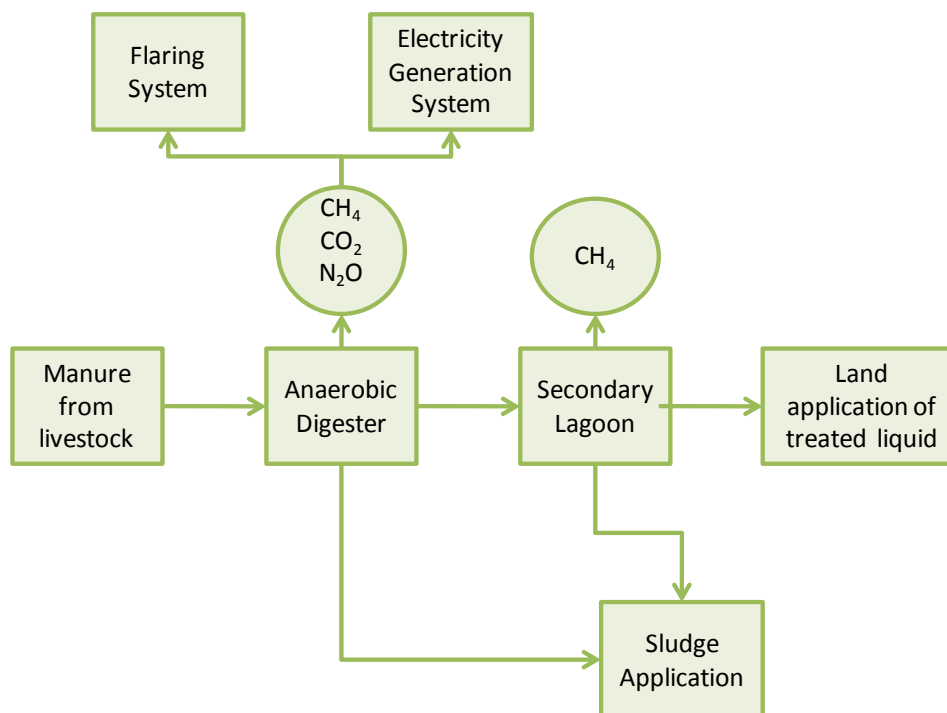 Flaring
System
Electricity
Generation
System
CH₄
CO₂
N₂O
CH₄
Manure
from
livestock
Anaerobic
Digester
Secondary
Lagoon
Land
application of
treated liquid
Sludge
Application